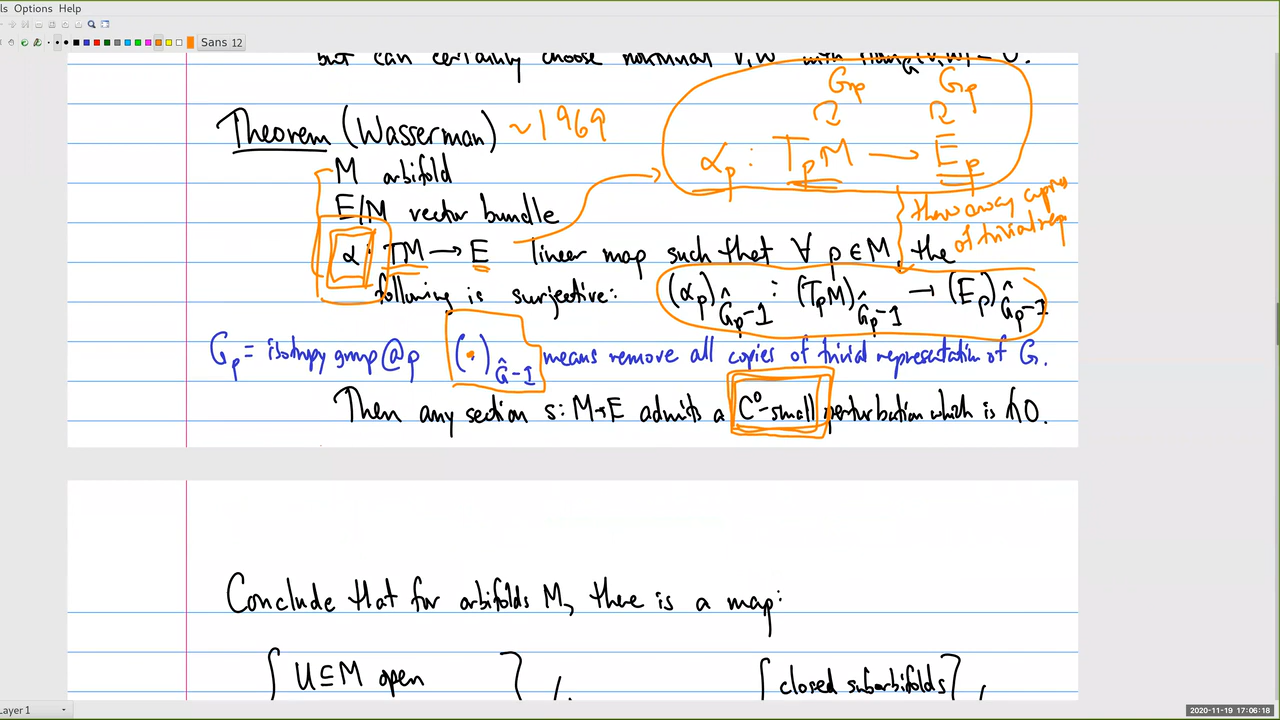 ls Options Help
Sans 12
but can certainly choose nontrivial V, W with
Theorem (Wasserman) ~1969
G_p G_p
α_p : T_pM → E_p
M orbifold
E/M vector bundle
throw away copies
of trivial rep
α : TM → E linear map such that ∀ p ∈ M, the
following is surjective: (α_p)_{Ĝ_p-1} : (T_pM)_{Ĝ_p-1} → (E_p)_{Ĝ_p-1}
G_p = isotropy group @ p (·)_{Ĝ-1} means remove all copies of trivial representation of G.
Then any section s: M→E admits a C⁰-small perturbation which is ⋔ 0.
Conclude that for orbifolds M, there is a map:
{ U ⊆ M open } / { closed suborbifolds } /
Layer 1
2020-11-19 17:06:18